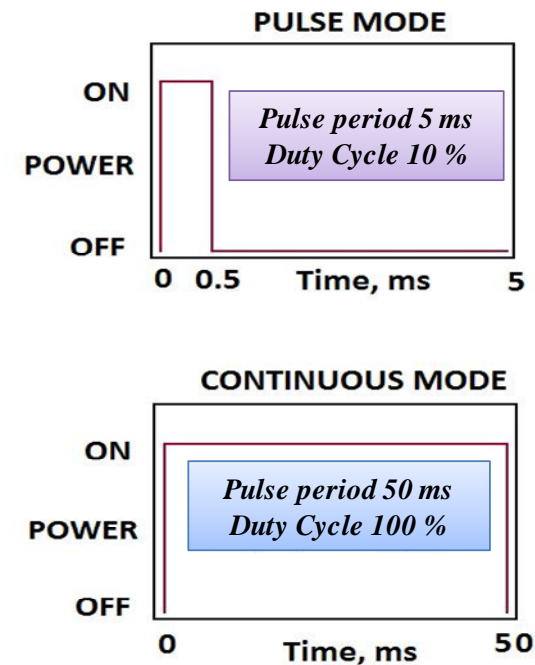 PULSE MODE
ON
Pulse period 5 ms
Duty Cycle 10 %
POWER
OFF
0 0.5 Time, ms 5
CONTINUOUS MODE
ON
Pulse period 50 ms
Duty Cycle 100 %
POWER
OFF
0 Time, ms 50